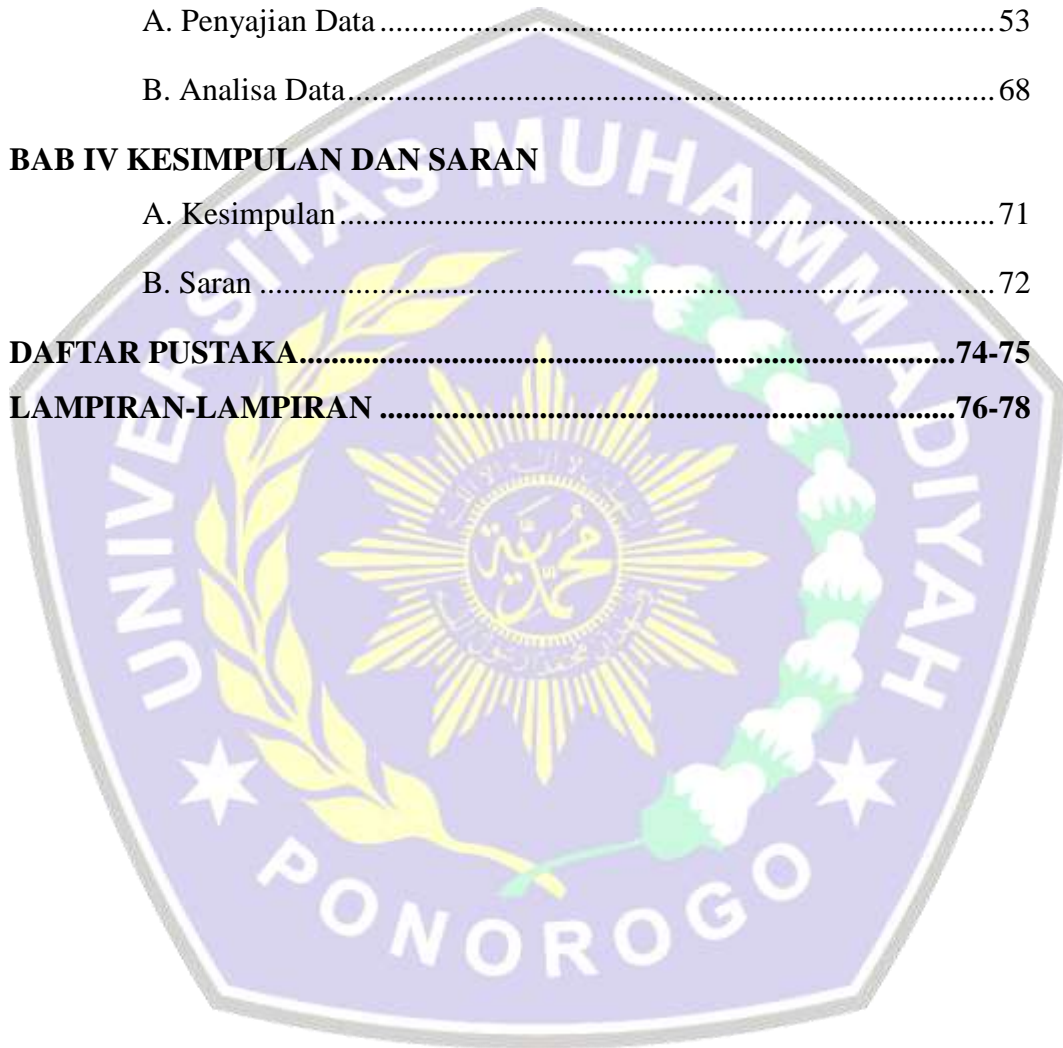 A. Penyajian Data ........................................................................... 53
B. Analisa Data ............................................................................... 68
BAB IV KESIMPULAN DAN SARAN
A. Kesimpulan ................................................................................ 71
B. Saran .......................................................................................... 72
DAFTAR PUSTAKA ................................................................................ 74-75
LAMPIRAN-LAMPIRAN ....................................................................... 76-78
UNIVERSITAS MUHAMMADIYAH
PONOROGO